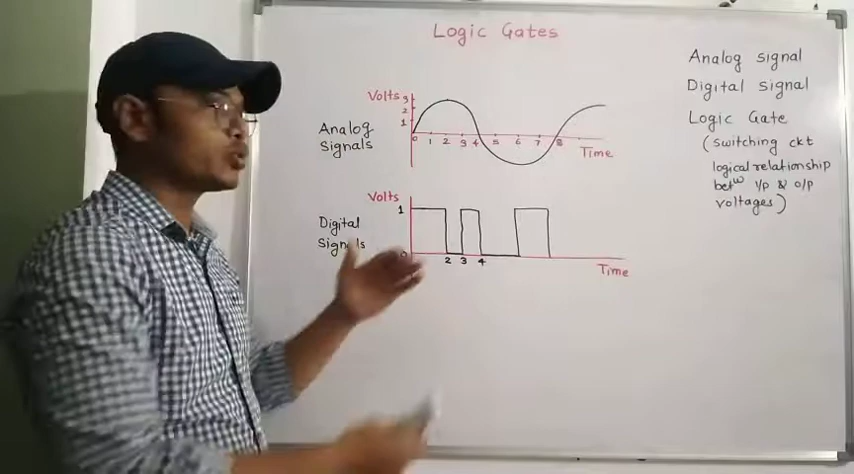 Logic Gates
Volts
3
2
1
0 1 2 3 4 5 6 7 8
Time
Analog
Signals
Volts
1
0
2 3 4
Time
Digital
Signals
Analog signal
Digital signal
Logic Gate
(switching ckt
logical relationship
betw i/p & o/p
voltages)